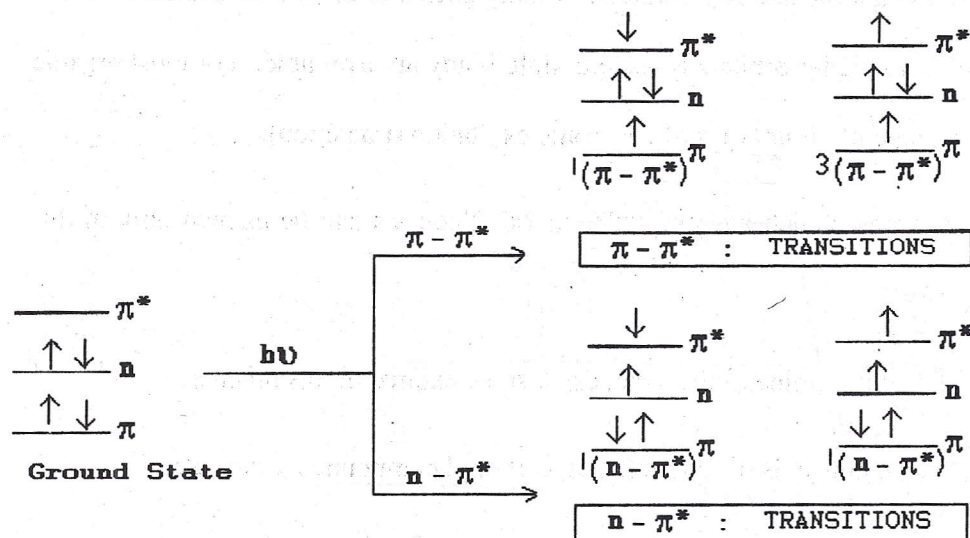 π*
π*
n
n
¹(π - π*) π
3(π - π*) π
π - π*
π - π* : TRANSITIONS
π*
π*
π*
n
hυ
n
n
π
¹(n - π*) π
¹(n - π*) π
Ground State
n - π*
n - π* : TRANSITIONS